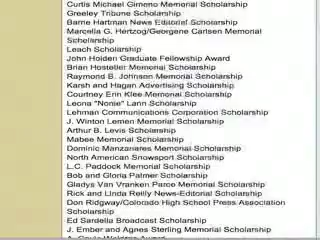 Curtis Michael Gimeno Memorial Scholarship
Greeley Tribune Scholarship
Barne Hartman News Editorial Scholarship
Marcella G. Hertzog/Georgene Carlsen Memorial
Scholarship
Leach Scholarship
John Holden Graduate Fellowship Award
Brian Hosteller Memorial Scholarship
Raymond B. Johnson Memorial Scholarship
Karsh and Hagan Advertising Scholarship
Courtney Erin Klee Memorial Scholarship
Leona "Nonie" Lann Scholarship
Lehman Communications Corporation Scholarship
J. Winton Lemen Memorial Scholarship
Arthur B. Levis Scholarship
Mabee Memorial Scholarship
Dominic Manzanares Memorial Scholarship
North American Snowsport Scholarship
L.C. Paddock Memorial Scholarship
Bob and Gloria Palmer Scholarship
Gladys Van Vranken Parce Memorial Scholarship
Rick and Linda Reilly News-Editorial Scholarship
Don Ridgway/Colorado High School Press Association
Scholarship
Ed Sardella Broadcast Scholarship
J. Ember and Agnes Sterling Memorial Scholarship